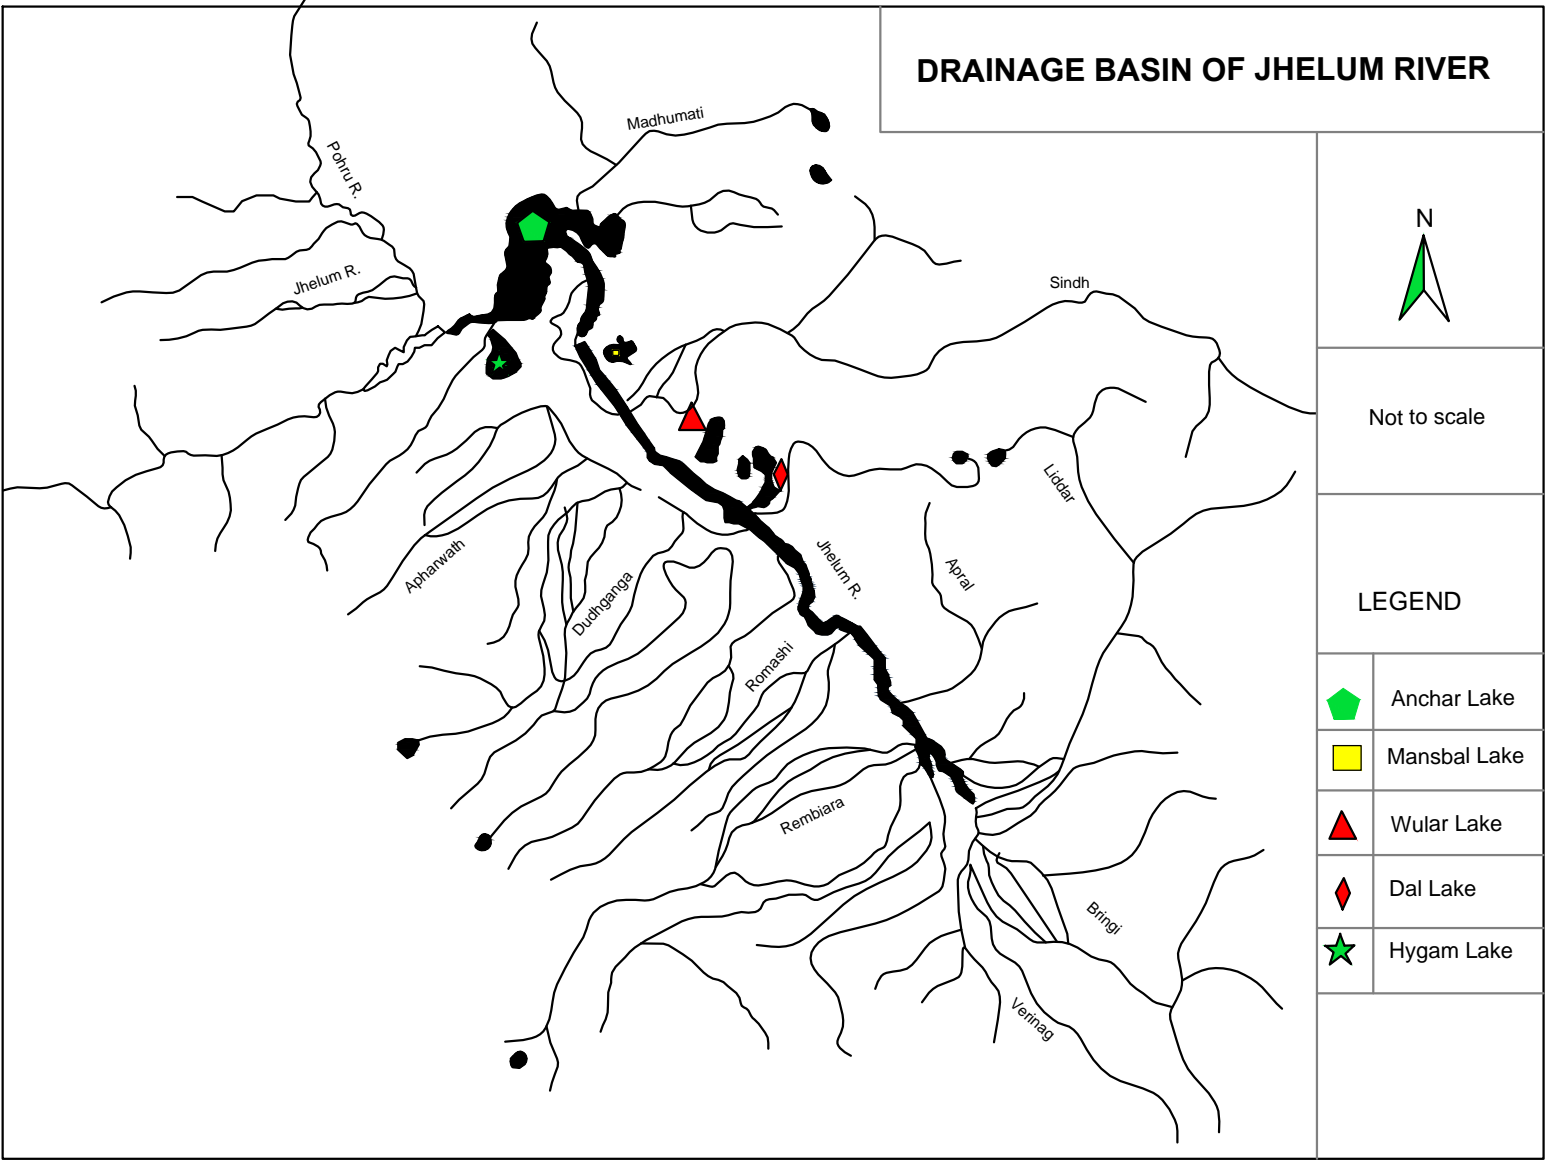 DRAINAGE BASIN OF JHELUM RIVER
Madhumati
Pohru R.
N
Jhelum R.
Sindh
Not to scale
Liddar
Apharwath
Jhelum R.
Apral
Dudhganga
LEGEND
Romashi
Anchar Lake
Mansbal Lake
Rembiara
Wular Lake
Dal Lake
Bringi
Hygam Lake
Verinag